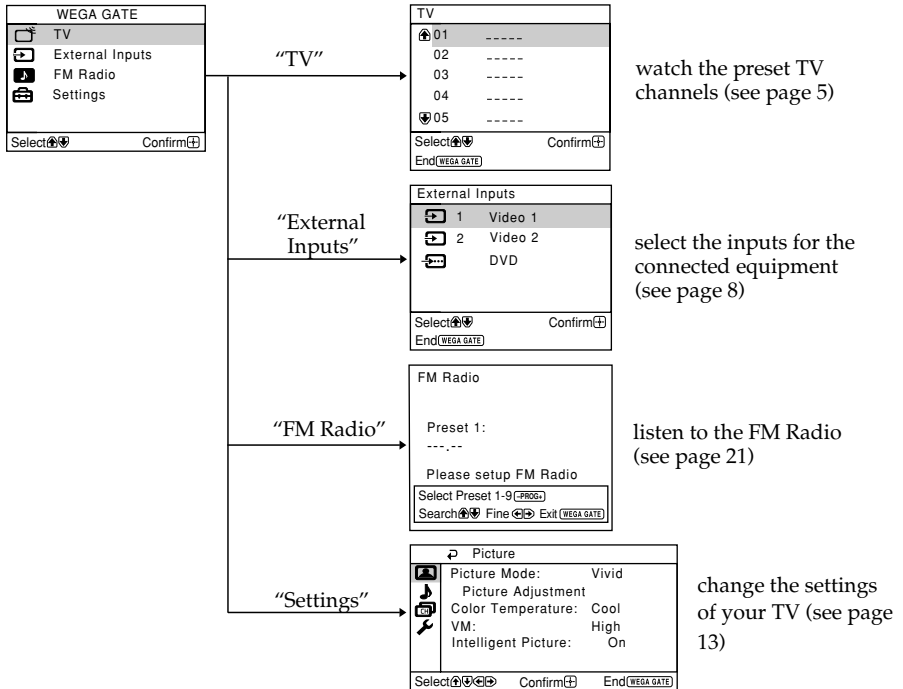 WEGA GATE
TV
External Inputs
FM Radio
Settings
Select Confirm
"TV"
TV
01 -----
02 -----
03 -----
04 -----
05 -----
Select Confirm
End WEGA GATE
watch the preset TV
channels (see page 5)
"External
Inputs"
External Inputs
1 Video 1
2 Video 2
DVD
Select Confirm
End WEGA GATE
select the inputs for the
connected equipment
(see page 8)
"FM Radio"
FM Radio
Preset 1:
---.--
Please setup FM Radio
Select Preset 1-9 -PROG+
Search Fine Exit WEGA GATE
listen to the FM Radio
(see page 21)
"Settings"
Picture
Picture Mode: Vivid
Picture Adjustment
CH Color Temperature: Cool
VM: High
Intelligent Picture: On
Select Confirm End WEGA GATE
change the settings
of your TV (see page
13)